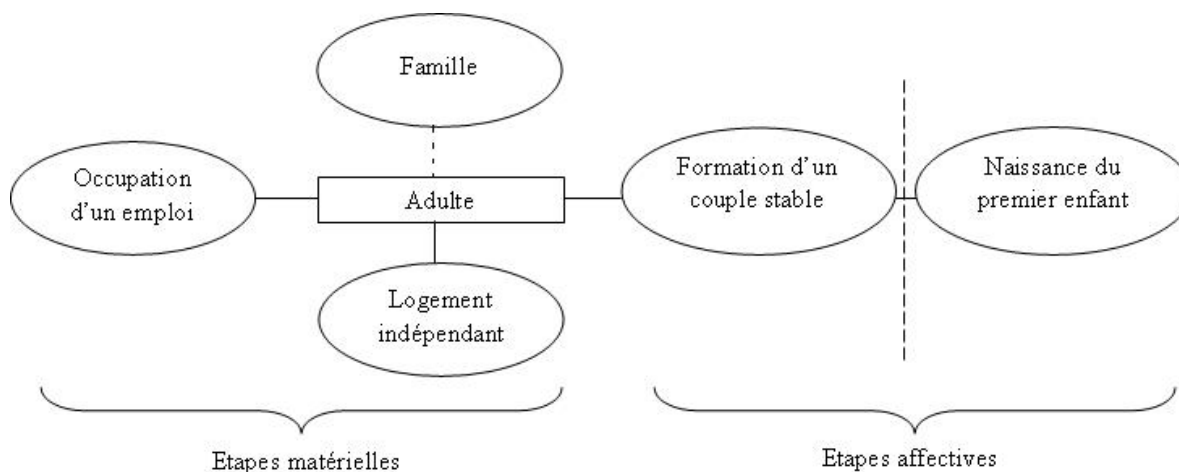 Famille
Occupation
d'un emploi
Adulte
Formation d'un
couple stable
Naissance du
premier enfant
Logement
indépendant
Etapes matérielles
Etapes affectives